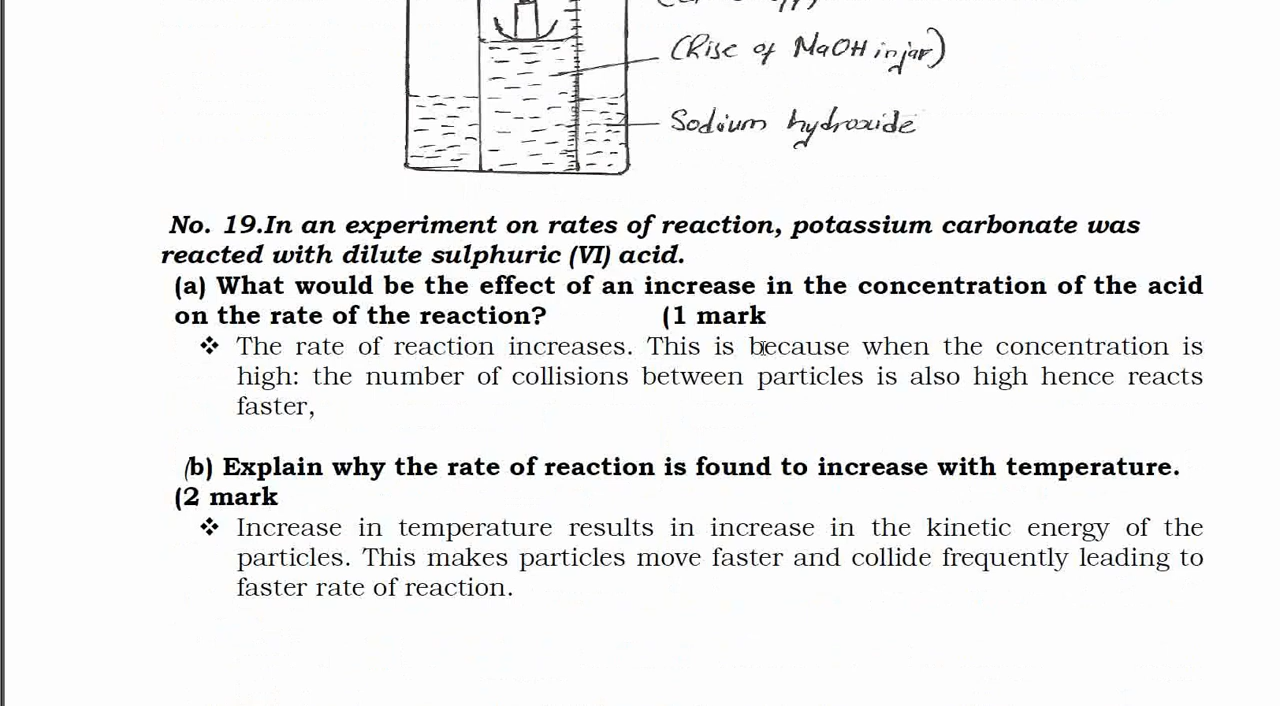 (Rise of NaOH in jar)
Sodium hydroxide
No. 19.In an experiment on rates of reaction, potassium carbonate was
reacted with dilute sulphuric (VI) acid.
(a) What would be the effect of an increase in the concentration of the acid
on the rate of the reaction? (1 mark
❖ The rate of reaction increases. This is because when the concentration is
high: the number of collisions between particles is also high hence reacts
faster,
(b) Explain why the rate of reaction is found to increase with temperature.
(2 mark
❖ Increase in temperature results in increase in the kinetic energy of the
particles. This makes particles move faster and collide frequently leading to
faster rate of reaction.